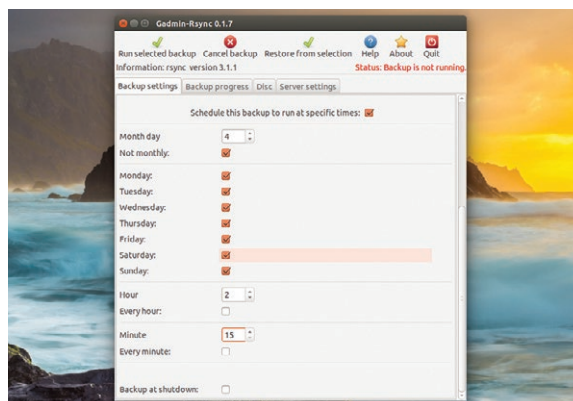 Gadmin-Rsync 0.1.7
Run selected backup Cancel backup Restore from selection Help About Quit
Information: rsync version 3.1.1 Status: Backup is not running.
Backup settings Backup progress Disc Server settings
Schedule this backup to run at specific times:
Month day 4
Not monthly:
Monday:
Tuesday:
Wednesday:
Thursday:
Friday:
Saturday:
Sunday:
Hour 2
Every hour:
Minute 15
Every minute:
Backup at shutdown: